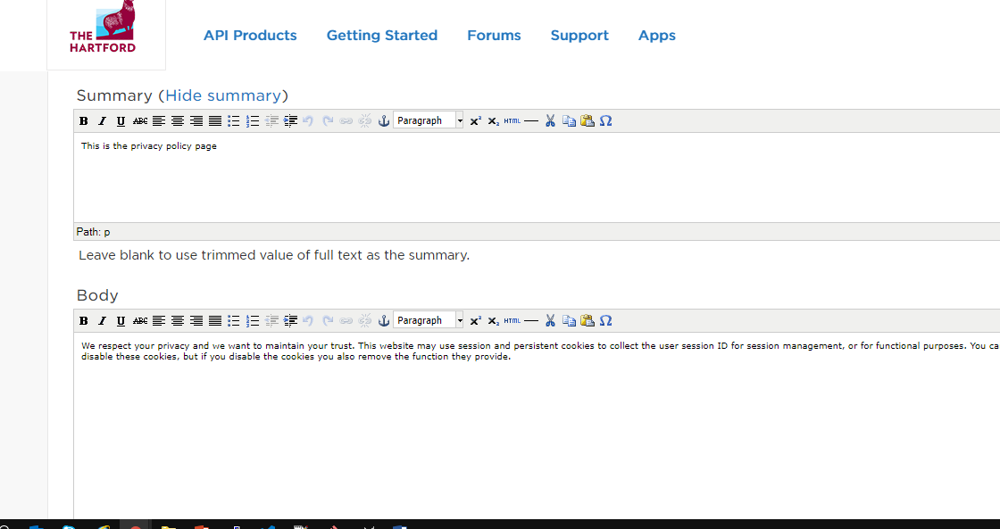 THE
HARTFORD
API Products Getting Started Forums Support Apps
Summary (Hide summary)
B I U ABC Paragraph x² x₂ HTML Ω
This is the privacy policy page
Path: p
Leave blank to use trimmed value of full text as the summary.
Body
B I U ABC Paragraph x² x₂ HTML Ω
We respect your privacy and we want to maintain your trust. This website may use session and persistent cookies to collect the user session ID for session management, or for functional purposes. You ca
disable these cookies, but if you disable the cookies you also remove the function they provide.